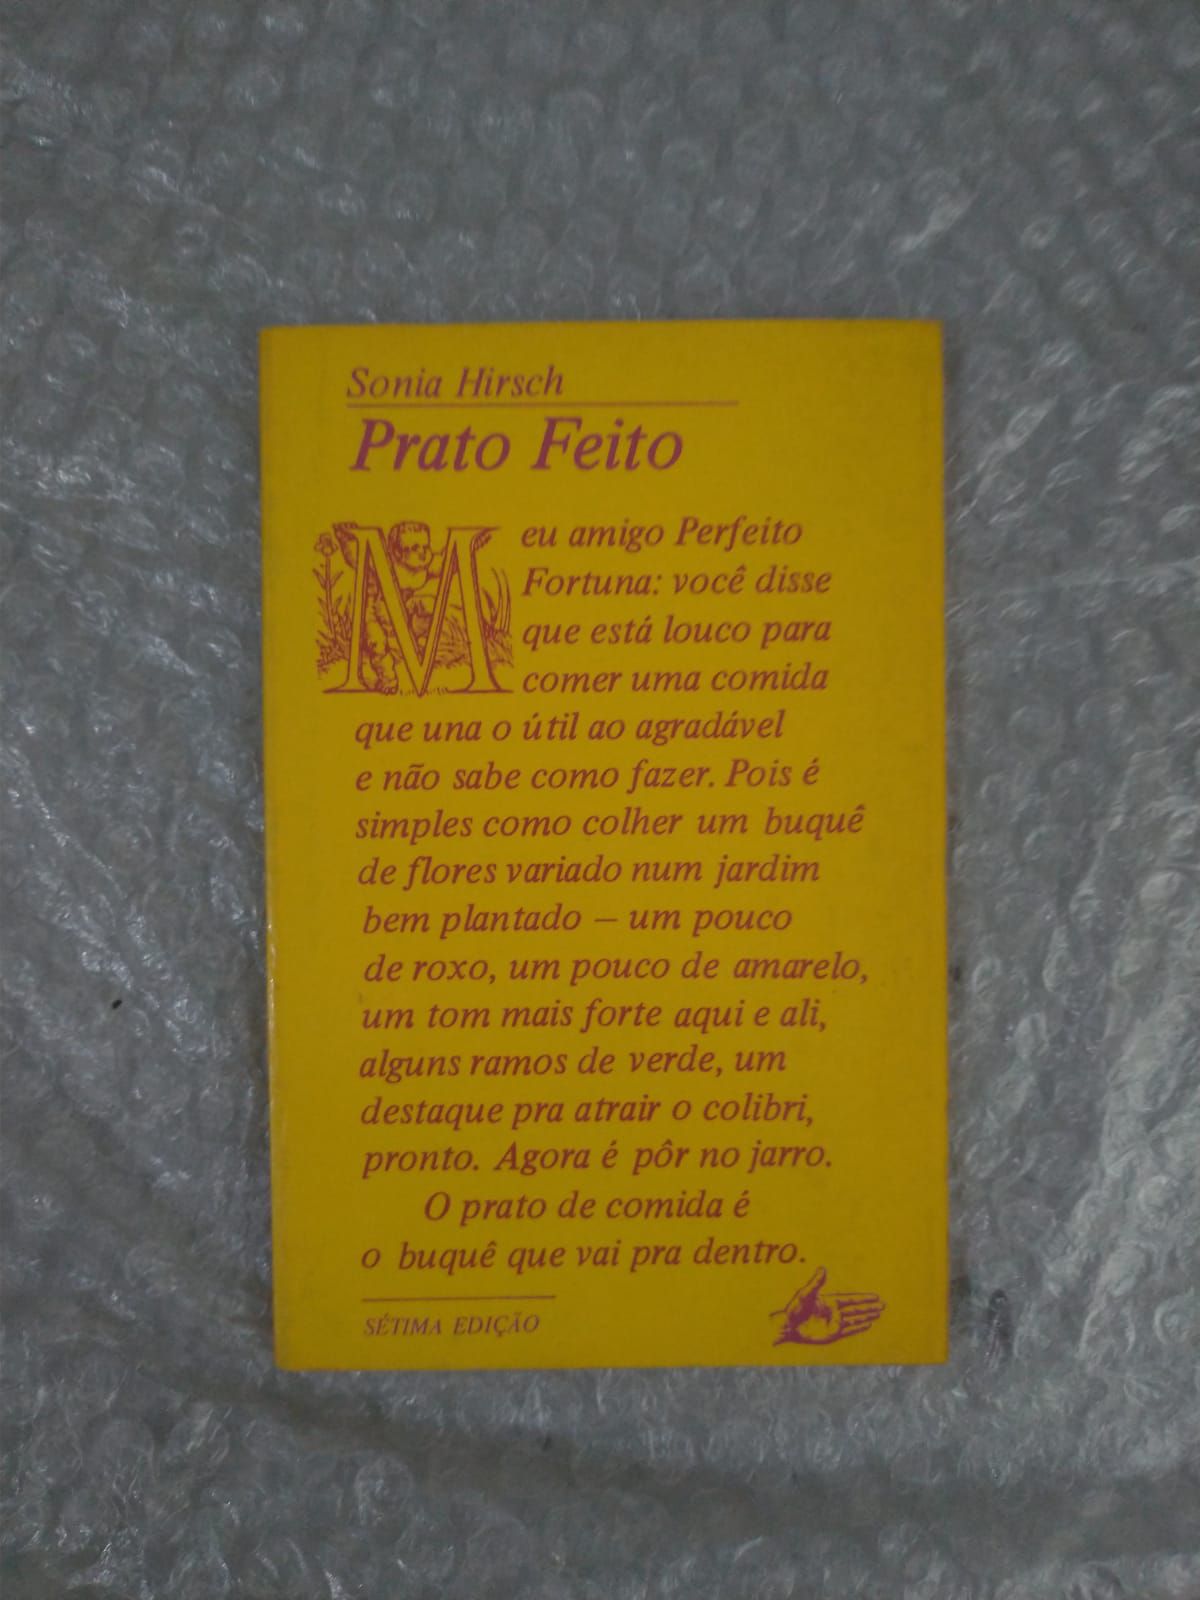 Sonia Hirsch
Prato Feito
Meu amigo Perfeito
Fortuna: você disse
que está louco para
comer uma comida
que una o útil ao agradável
e não sabe como fazer. Pois é
simples como colher um buquê
de flores variado num jardim
bem plantado – um pouco
de roxo, um pouco de amarelo,
um tom mais forte aqui e ali,
alguns ramos de verde, um
destaque pra atrair o colibri,
pronto. Agora é pôr no jarro.
O prato de comida é
o buquê que vai pra dentro.
SÉTIMA EDIÇÃO